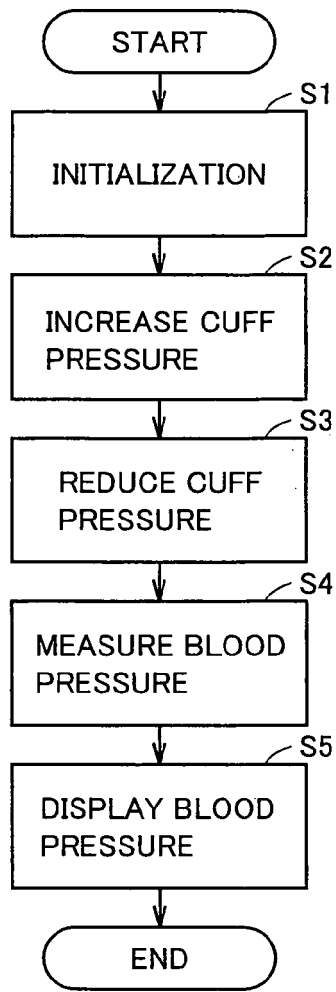 START
S1
INITIALIZATION
S2
INCREASE CUFF
PRESSURE
S3
REDUCE CUFF
PRESSURE
S4
MEASURE BLOOD
PRESSURE
S5
DISPLAY BLOOD
PRESSURE
END